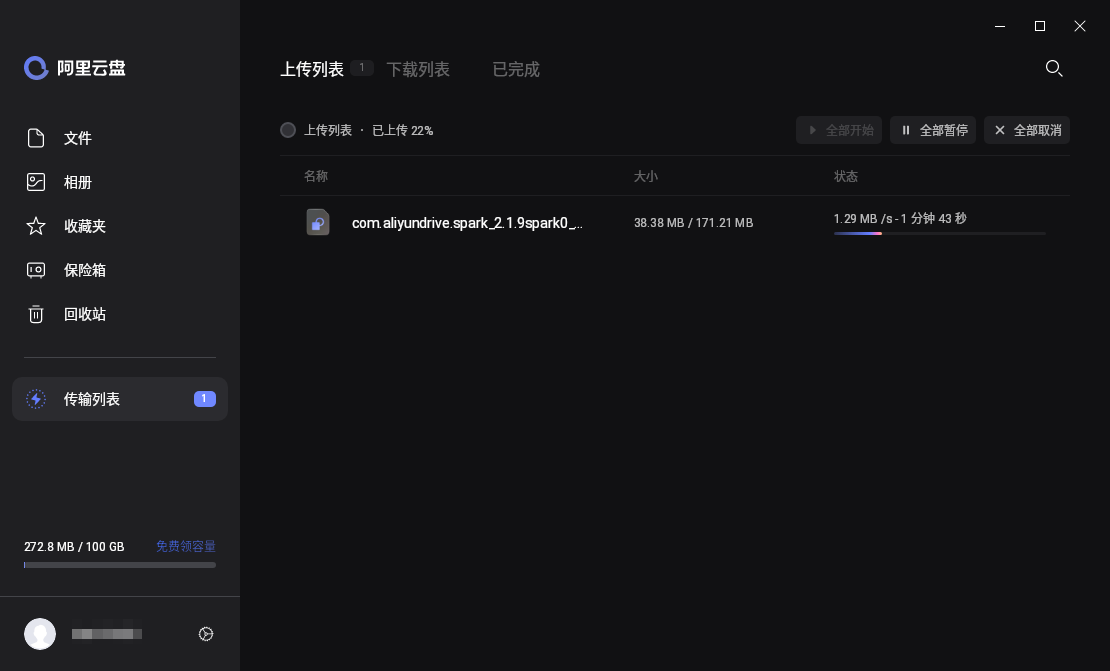 阿里云盘
文件
相册
收藏夹
保险箱
回收站
传输列表 1
272.8 MB / 100 GB 免费领容量
上传列表 1 下载列表 已完成
上传列表 · 已上传 22% 全部开始 全部暂停 全部取消
名称 大小 状态
com.aliyundrive.spark_2.1.9spark0_... 38.38 MB / 171.21 MB 1.29 MB /s - 1 分钟 43 秒